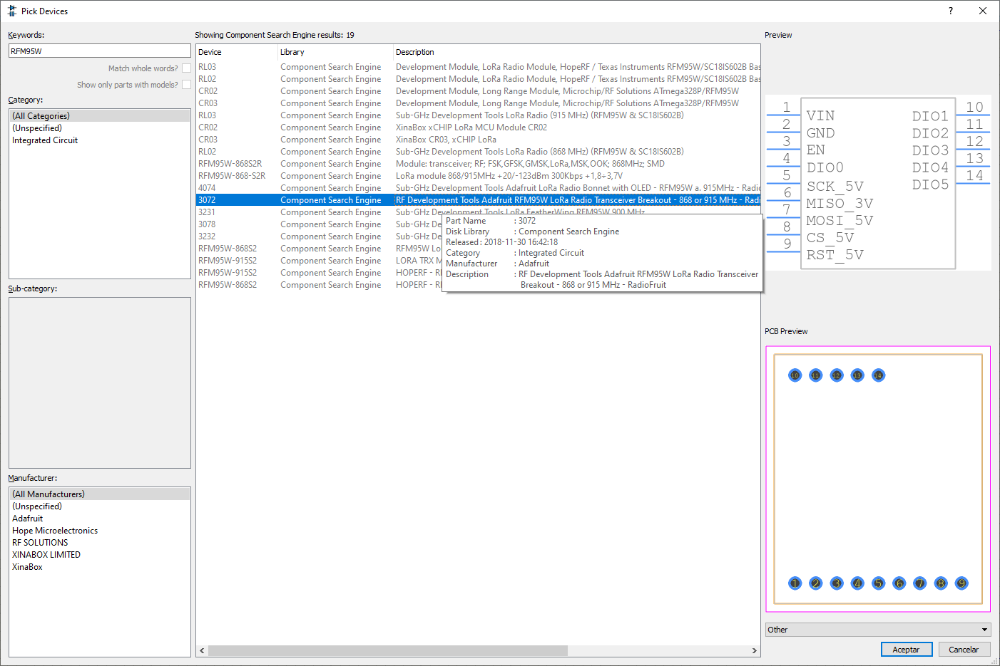 Pick Devices
?
Keywords:
RFM95W
Match whole words?
Show only parts with models?
Category:
(All Categories)
(Unspecified)
Integrated Circuit
Sub-category:
Manufacturer:
(All Manufacturers)
(Unspecified)
Adafruit
Hope Microelectronics
RF SOLUTIONS
XINABOX LIMITED
XinaBox
Showing Component Search Engine results: 19
Device Library Description
RL03 Component Search Engine Development Module, LoRa Radio Module, HopeRF / Texas Instruments RFM95W/SC18IS602B Bas
RL02 Component Search Engine Development Module, LoRa Radio Module, HopeRF / Texas Instruments RFM95W/SC18IS602B Bas
CR02 Component Search Engine Development Module, Long Range Module, Microchip/RF Solutions ATmega328P/RFM95W
CR03 Component Search Engine Development Module, Long Range Module, Microchip/RF Solutions ATmega328P/RFM95W
RL03 Component Search Engine Sub-GHz Development Tools LoRa Radio (915 MHz) (RFM95W & SC18IS602B)
CR02 Component Search Engine XinaBox xCHIP LoRa MCU Module CR02
CR03 Component Search Engine XinaBox CR03, xCHIP LoRa
RL02 Component Search Engine Sub-GHz Development Tools LoRa Radio (868 MHz) (RFM95W & SC18IS602B)
RFM95W-868S2R Component Search Engine Module: transceiver; RF; FSK,GFSK,GMSK,LoRa,MSK,OOK; 868MHz; SMD
RFM95W-868-S2R Component Search Engine LoRa module 868/915MHz +20/-123dBm 300Kbps +1,8÷3,7V
4074 Component Search Engine Sub-GHz Development Tools Adafruit LoRa Radio Bonnet with OLED - RFM95W a. 915MHz - Radic
3072 Component Search Engine RF Development Tools Adafruit RFM95W LoRa Radio Transceiver Breakout - 868 or 915 MHz - Radi
3231 Component Search Engine Sub-GHz Development Tools LoRa FeatherWing RFM95W 900 MHz
3078 Component Search Engine Sub-GHz De
3232 Component Search Engine Sub-GHz De
RFM95W-868S2 Component Search Engine RFM95W Lo
RFM95W-915S2 Component Search Engine LORA TRX M
RFM95W-915S2 Component Search Engine HOPERF - R
RFM95W-868S2 Component Search Engine HOPERF - R
Part Name : 3072
Disk Library : Component Search Engine
Released : 2018-11-30 16:42:18
Category : Integrated Circuit
Manufacturer : Adafruit
Description : RF Development Tools Adafruit RFM95W LoRa Radio Transceiver
Breakout - 868 or 915 MHz - RadioFruit
Preview
1 VIN DIO1 10
2 GND DIO2 11
3 EN DIO3 12
4 DIO0 DIO4 13
5 SCK_5V DIO5 14
6 MISO_3V
7 MOSI_5V
8 CS_5V
9 RST_5V
PCB Preview
10 11 12 13 14
1 2 3 4 5 6 7 8 9
Other
Aceptar Cancelar